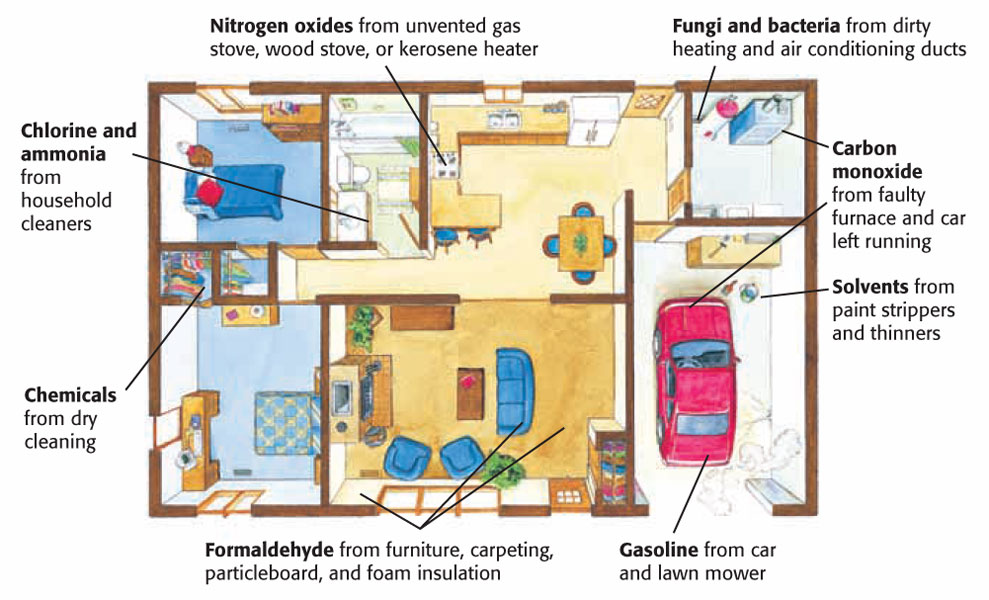 Nitrogen oxides from unvented gas
stove, wood stove, or kerosene heater
Fungi and bacteria from dirty
heating and air conditioning ducts
Chlorine and
ammonia
from
household
cleaners
Carbon
monoxide
from faulty
furnace and car
left running
Solvents from
paint strippers
and thinners
Chemicals
from dry
cleaning
Formaldehyde from furniture, carpeting,
particleboard, and foam insulation
Gasoline from car
and lawn mower